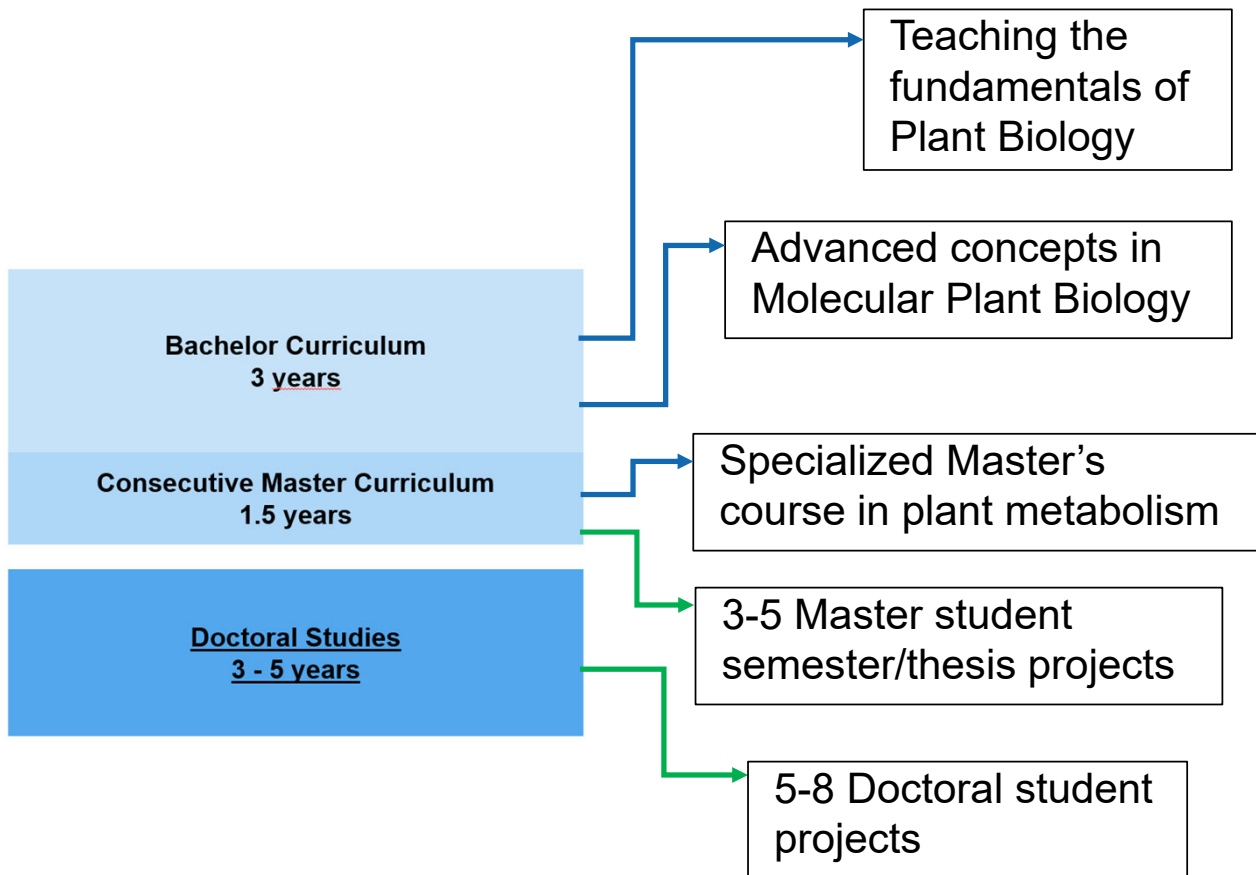 Teaching the
fundamentals of
Plant Biology
Advanced concepts in
Molecular Plant Biology
Bachelor Curriculum
3 years
Consecutive Master Curriculum
1.5 years
Specialized Master’s
course in plant metabolism
Doctoral Studies
3 - 5 years
3-5 Master student
semester/thesis projects
5-8 Doctoral student
projects